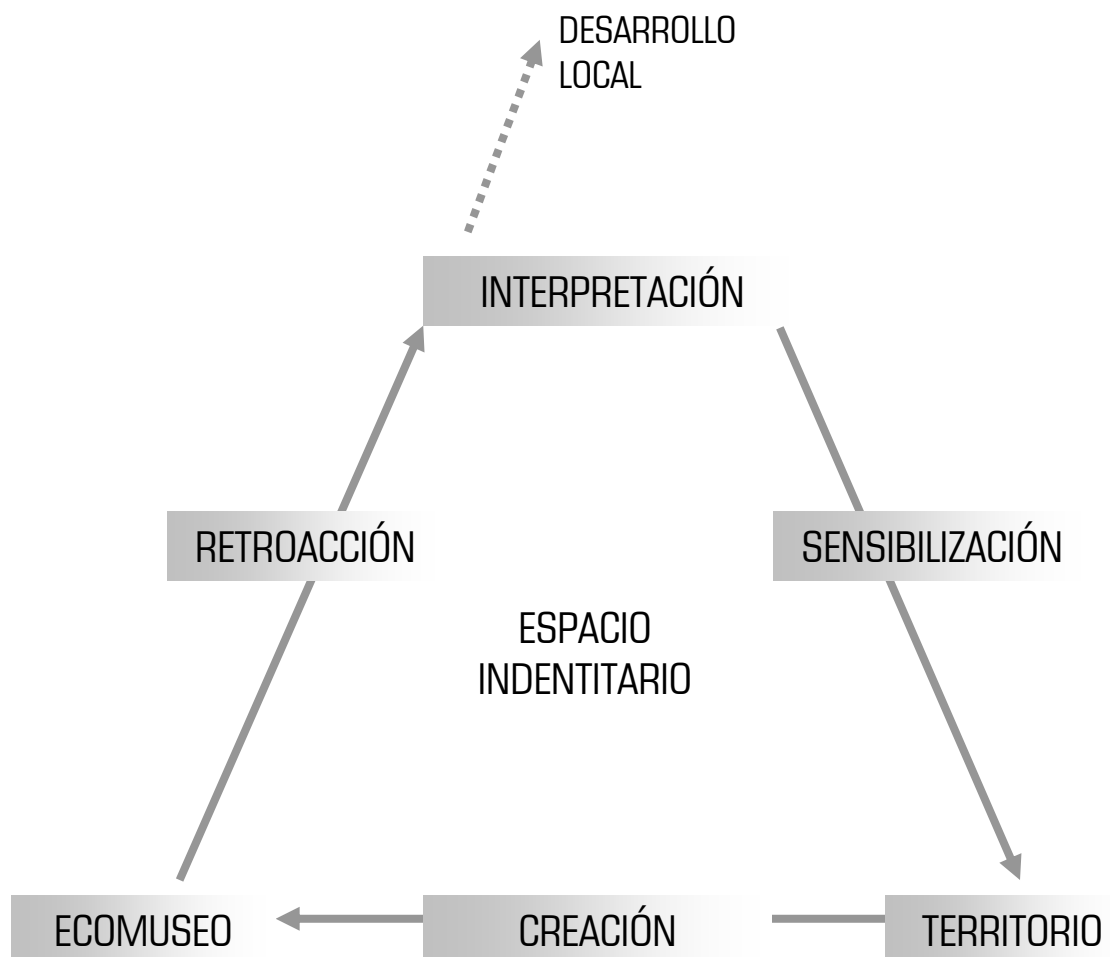 DESARROLLO
LOCAL
INTERPRETACIÓN
RETROACCIÓN
SENSIBILIZACIÓN
ESPACIO
INDENTITARIO
ECOMUSEO
CREACIÓN
TERRITORIO